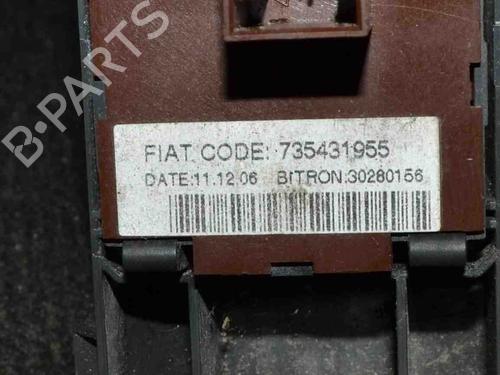 B-PARTS
FIAT CODE: 735431955
DATE:11.12.06 BITRON:30280156